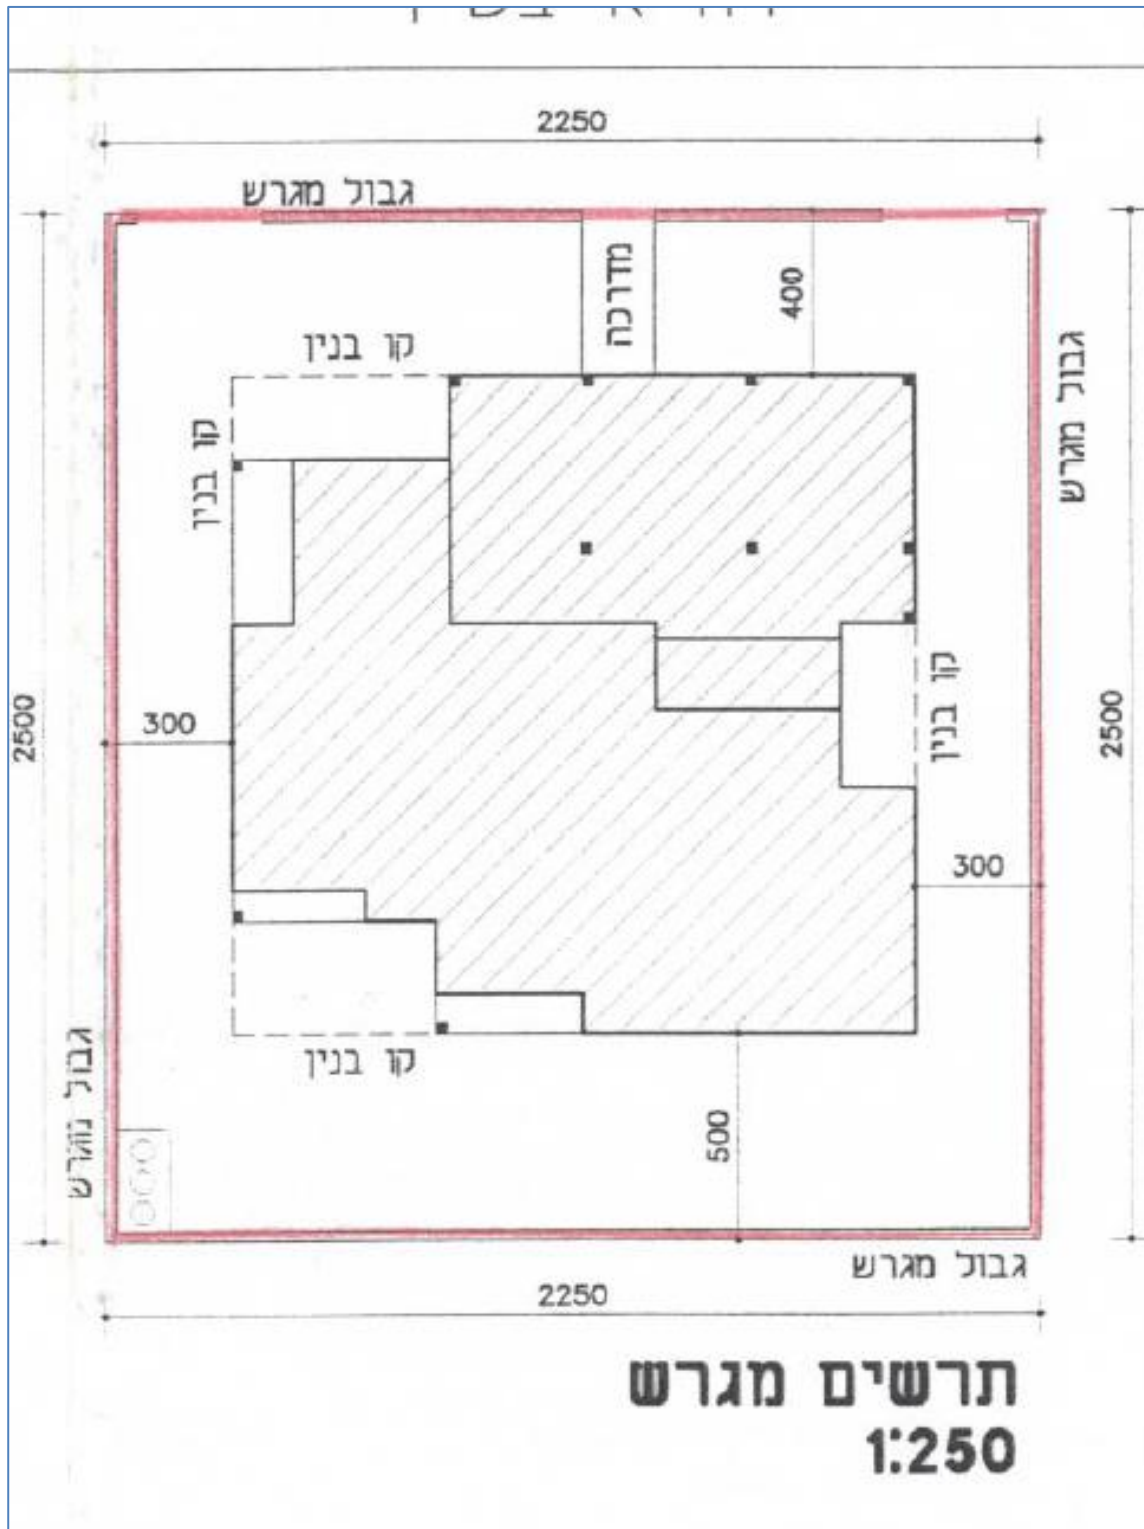 2250
גבול מגרש
מדרכה
400
קו בנין
גבול מגרש
קו בנין
קו בנין
2500
300
2500
300
קו בנין
500
גבול מגרש
גבול מגרש
2250
תרשים מגרש
1:250